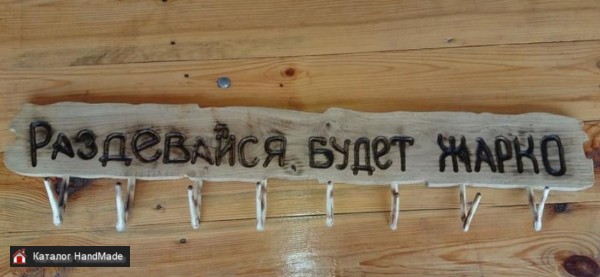 Раздевайся будет жарко
Каталог HandMade